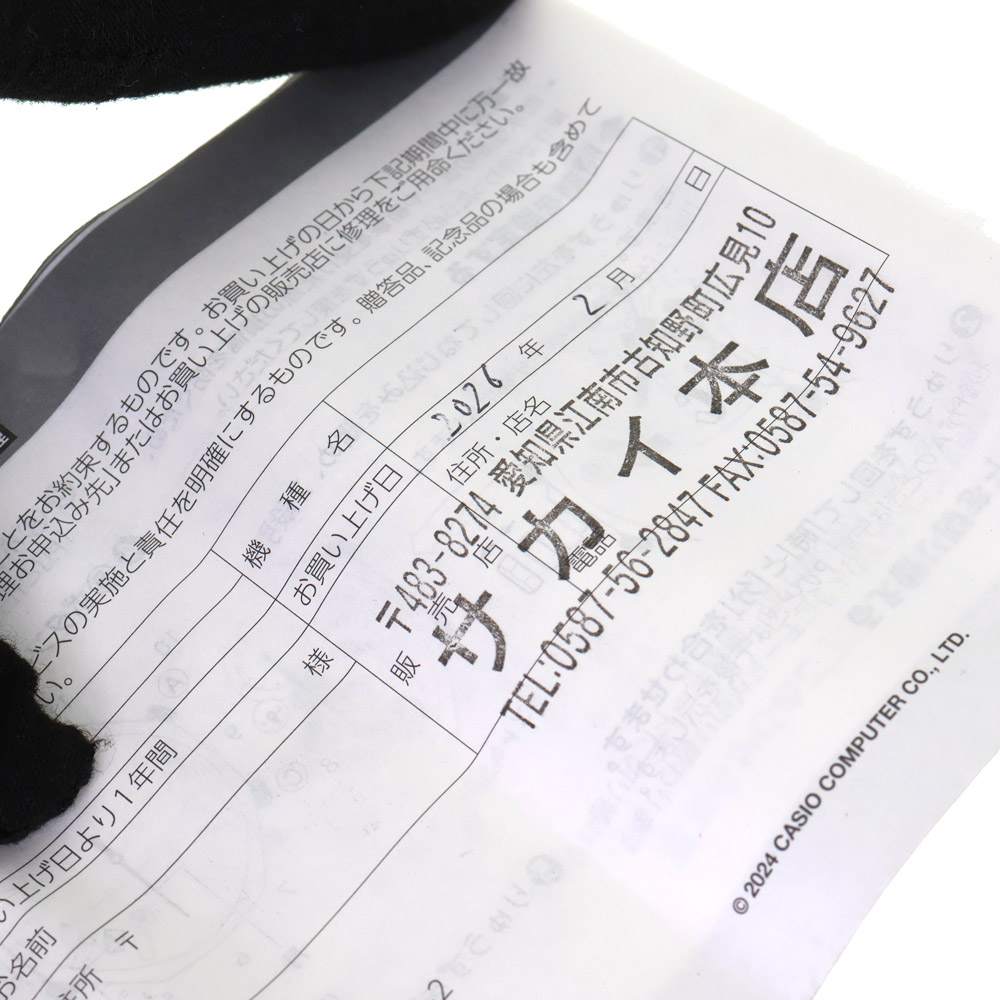 とをお約束するものです。お買い上げの日から下記期間中に万一故
理お申込み先」またはお買い上げの販売店に修理をご用命ください。
ビスの実施と責任を明確にするものです。贈答品、記念品の場合も含めて
い。
機種名
お買い上げ日 2026 年 2 月 日
様
販売店
住所・店名
〒483-8274 愛知県江南市古知野町広見10
サカイ本店
電話
TEL:0587-56-2847 FAX:0587-54-9627
い上げ日より1年間
お名前
住所 〒
2
© 2024 CASIO COMPUTER CO., LTD.